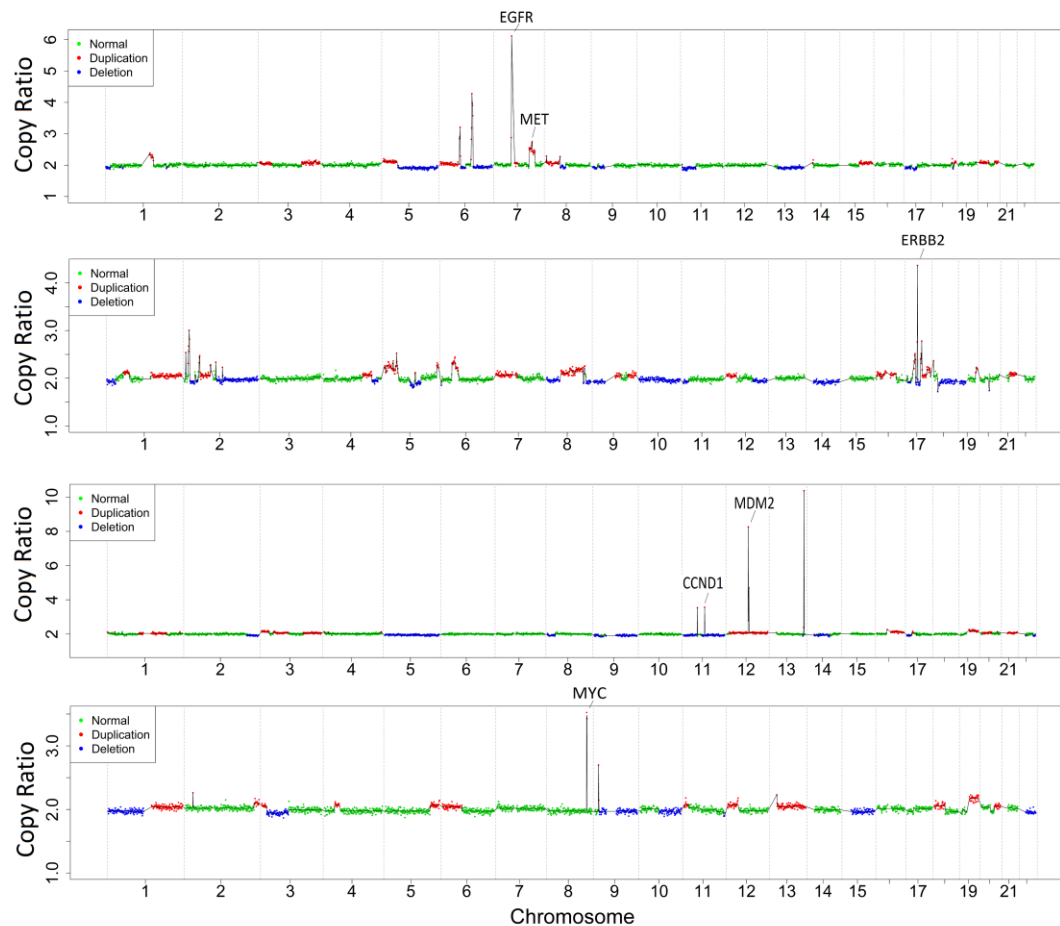 EGFR
6
5
4
3
2
1
Copy Ratio
Normal
Duplication
Deletion
MET
1 2 3 4 5 6 7 8 9 10 11 12 13 14 15 17 19 21
ERBB2
4.0
3.0
2.0
1.0
Copy Ratio
Normal
Duplication
Deletion
1 2 3 4 5 6 7 8 9 10 11 12 13 14 15 17 19 21
10
8
6
4
2
Copy Ratio
Normal
Duplication
Deletion
MDM2
CCND1
1 2 3 4 5 6 7 8 9 10 11 12 13 14 15 17 19 21
MYC
3.0
2.0
1.0
Copy Ratio
Normal
Duplication
Deletion
1 2 3 4 5 6 7 8 9 10 11 12 13 14 15 17 19 21
Chromosome